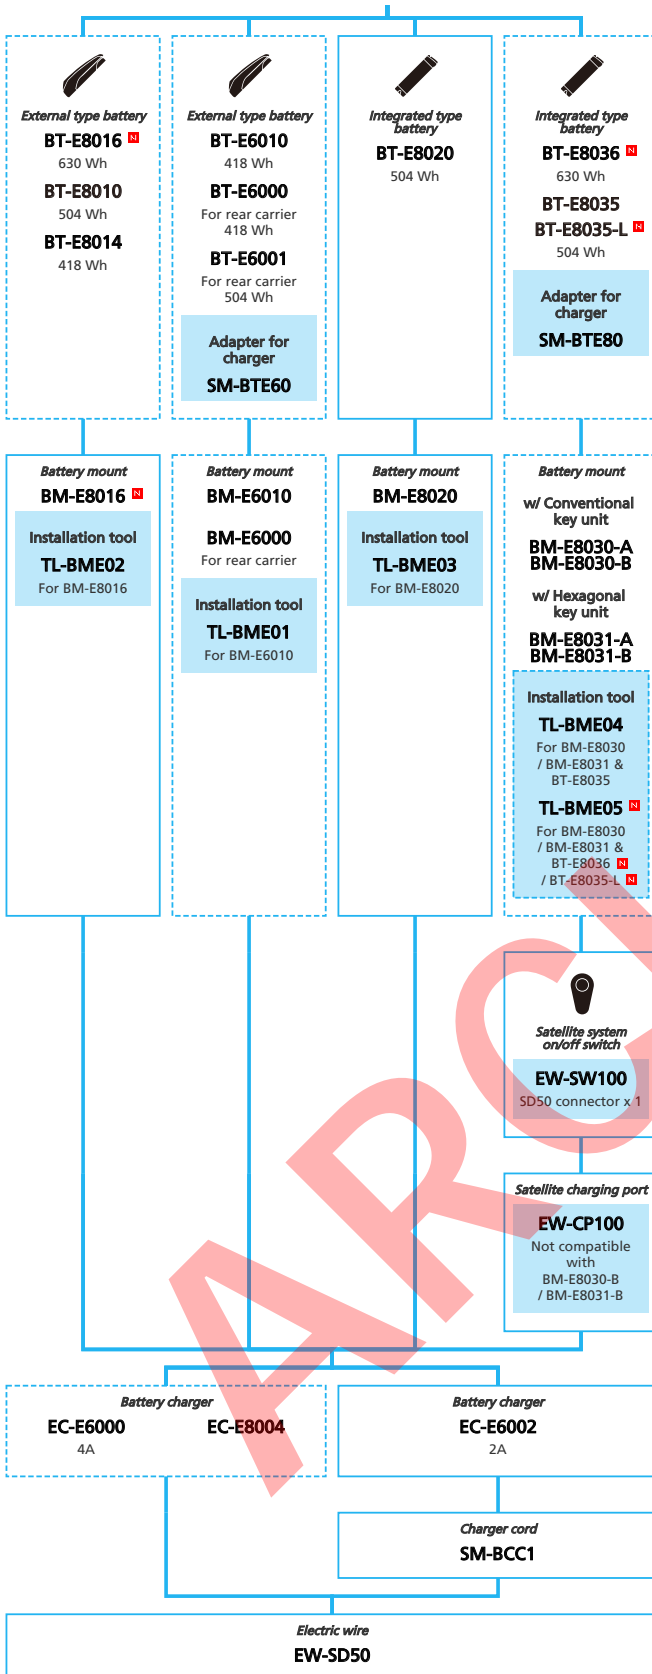 External type battery
BT-E8016 N
630 Wh
BT-E8010
504 Wh
BT-E8014
418 Wh
External type battery
BT-E6010
418 Wh
BT-E6000
For rear carrier
418 Wh
BT-E6001
For rear carrier
504 Wh
Adapter for
charger
SM-BTE60
Integrated type
battery
BT-E8020
504 Wh
Integrated type
battery
BT-E8036 N
630 Wh
BT-E8035
BT-E8035-L N
504 Wh
Adapter for
charger
SM-BTE80
Battery mount
BM-E8016 N
Installation tool
TL-BME02
For BM-E8016
Battery mount
BM-E6010
BM-E6000
For rear carrier
Installation tool
TL-BME01
For BM-E6010
Battery mount
BM-E8020
Installation tool
TL-BME03
For BM-E8020
Battery mount
w/ Conventional
key unit
BM-E8030-A
BM-E8030-B
w/ Hexagonal
key unit
BM-E8031-A
BM-E8031-B
Installation tool
TL-BME04
For BM-E8030
/ BM-E8031 &
BT-E8035
TL-BME05 N
For BM-E8030
/ BM-E8031 &
BT-E8036 N
/ BT-E8035-L N
Satellite system
on/off switch
EW-SW100
SD50 connector x 1
Satellite charging port
EW-CP100
Not compatible
with
BM-E8030-B
/ BM-E8031-B
Battery charger
EC-E6000
4A
EC-E8004
Battery charger
EC-E6002
2A
Charger cord
SM-BCC1
Electric wire
EW-SD50
ARC